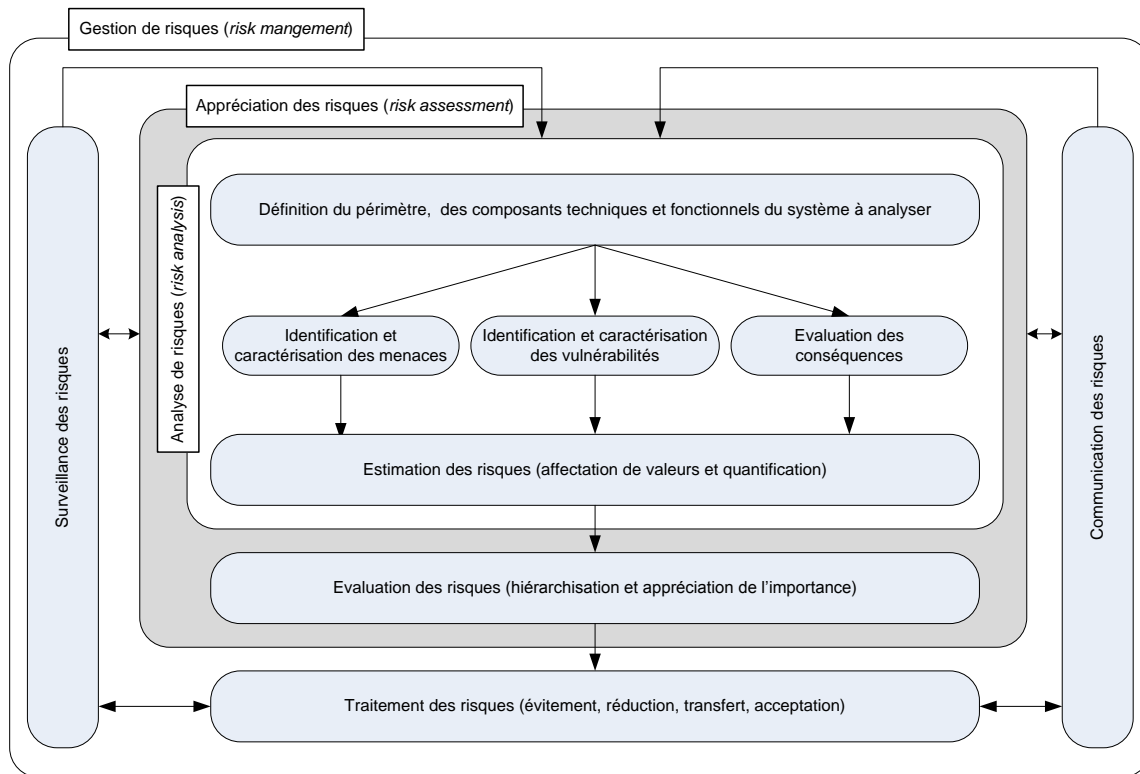 Gestion de risques (risk mangement)
Appréciation des risques (risk assessment)
Analyse de risques (risk analysis)
Surveillance des risques
Communication des risques
Définition du périmètre, des composants techniques et fonctionnels du système à analyser
Identification et
caractérisation des menaces
Identification et caractérisation
des vulnérabilités
Evaluation des
conséquences
Estimation des risques (affectation de valeurs et quantification)
Evaluation des risques (hiérarchisation et appréciation de l’importance)
Traitement des risques (évitement, réduction, transfert, acceptation)